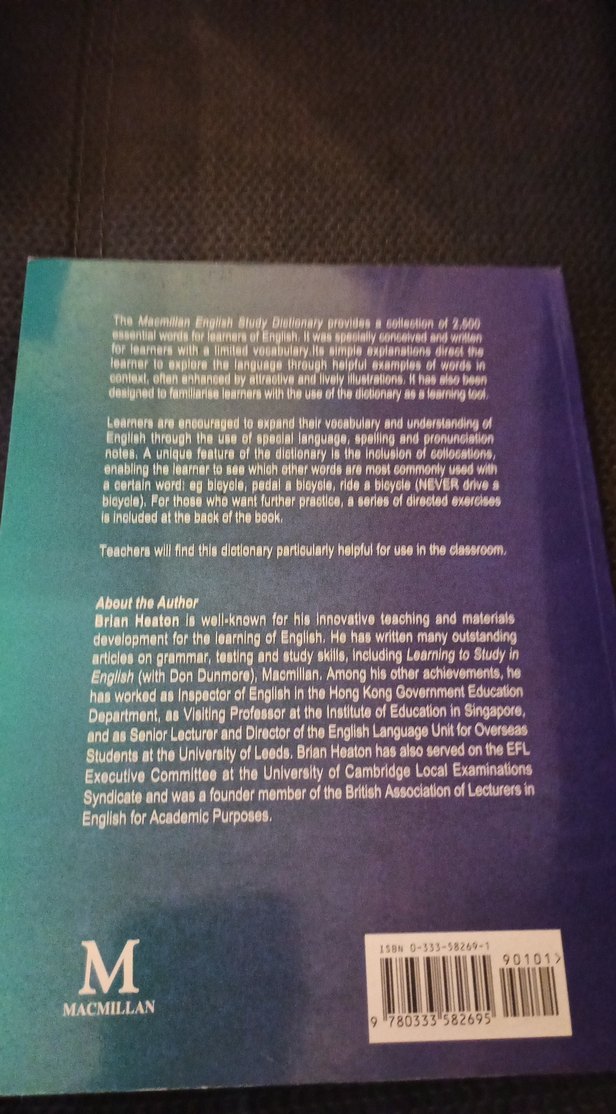 The Macmillan English Study Dictionary provides a collection of 2,500
essential words for learners of English. It was specially conceived and written
for learners with a limited vocabulary.Its simple explanations direct the
learner to explore the language through helpful examples of words in
context, often enhanced by attractive and lively illustrations. It has also been
designed to familiarise learners with the use of the dictionary as a learning tool.
Learners are encouraged to expand their vocabulary and understanding of
English through the use of special language, spelling and pronunciation
notes. A unique feature of the dictionary is the inclusion of collocations,
enabling the learner to see which other words are most commonly used with
a certain word: eg bicycle, pedal a bicycle, ride a bicycle (NEVER drive a
bicycle). For those who want further practice, a series of directed exercises
is included at the back of the book.
Teachers will find this dictionary particularly helpful for use in the classroom.
About the Author
Brian Heaton is well-known for his innovative teaching and materials
development for the learning of English. He has written many outstanding
articles on grammar, testing and study skills, including Learning to Study in
English (with Don Dunmore), Macmillan. Among his other achievements, he
has worked as Inspector of English in the Hong Kong Government Education
Department, as Visiting Professor at the Institute of Education in Singapore,
and as Senior Lecturer and Director of the English Language Unit for Overseas
Students at the University of Leeds. Brian Heaton has also served on the EFL
Executive Committee at the University of Cambridge Local Examinations
Syndicate and was a founder member of the British Association of Lecturers in
English for Academic Purposes.
M
MACMILLAN
ISBN 0-333-58269-1
90101>
9 780333 582695